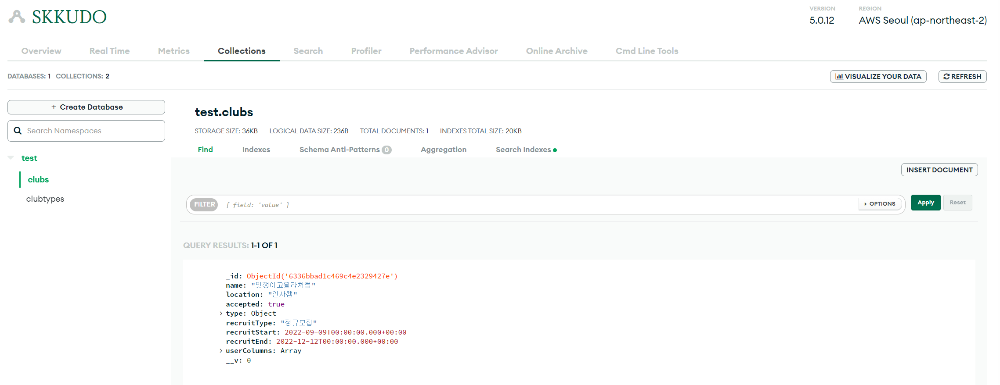 SKKUDO
VERSION
5.0.12
REGION
AWS Seoul (ap-northeast-2)
Overview
Real Time
Metrics
Collections
Search
Profiler
Performance Advisor
Online Archive
Cmd Line Tools
DATABASES: 1 COLLECTIONS: 2
VISUALIZE YOUR DATA
REFRESH
+ Create Database
Search Namespaces
test
clubs
clubtypes
test.clubs
STORAGE SIZE: 36KB LOGICAL DATA SIZE: 236B TOTAL DOCUMENTS: 1 INDEXES TOTAL SIZE: 20KB
Find
Indexes
Schema Anti-Patterns 0
Aggregation
Search Indexes
INSERT DOCUMENT
FILTER { field: 'value' }
OPTIONS
Apply
Reset
QUERY RESULTS: 1-1 OF 1
_id: ObjectId('6336bbad1c469c4e2329427e')
name: "멋쟁이고릴라처럼"
location: "인사캠"
accepted: true
type: Object
recruitType: "정규모집"
recruitStart: 2022-09-09T00:00:00.000+00:00
recruitEnd: 2022-12-12T00:00:00.000+00:00
userColumns: Array
__v: 0